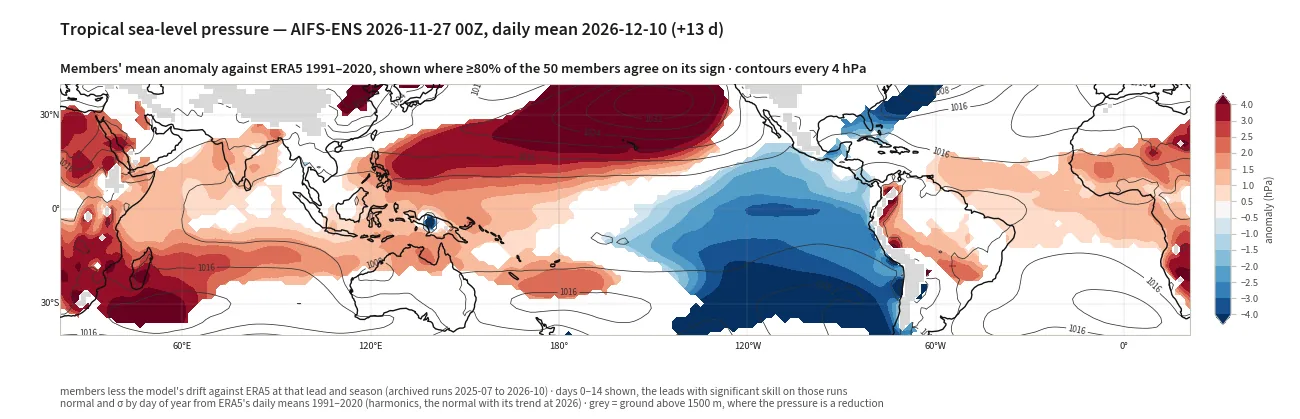 Tropical sea-level pressure — AIFS-ENS 2026-11-27 00Z, daily mean 2026-12-10 (+13 d)
Members' mean anomaly against ERA5 1991–2020, shown where ≥80% of the 50 members agree on its sign · contours every 4 hPa
30°N
0°
30°S
60°E
120°E
180°
120°W
60°W
0°
1016
1016
1016
1016
1016
1016
1016
1008
4.0
3.0
2.5
2.0
1.5
1.0
0.5
−0.5
−1.0
−1.5
−2.0
−2.5
−3.0
−4.0
anomaly (hPa)
members less the model's drift against ERA5 at that lead and season (archived runs 2025-07 to 2026-10) · days 0–14 shown, the leads with significant skill on those runs
normal and σ by day of year from ERA5's daily means 1991–2020 (harmonics, the normal with its trend at 2026) · grey = ground above 1500 m, where the pressure is a reduction